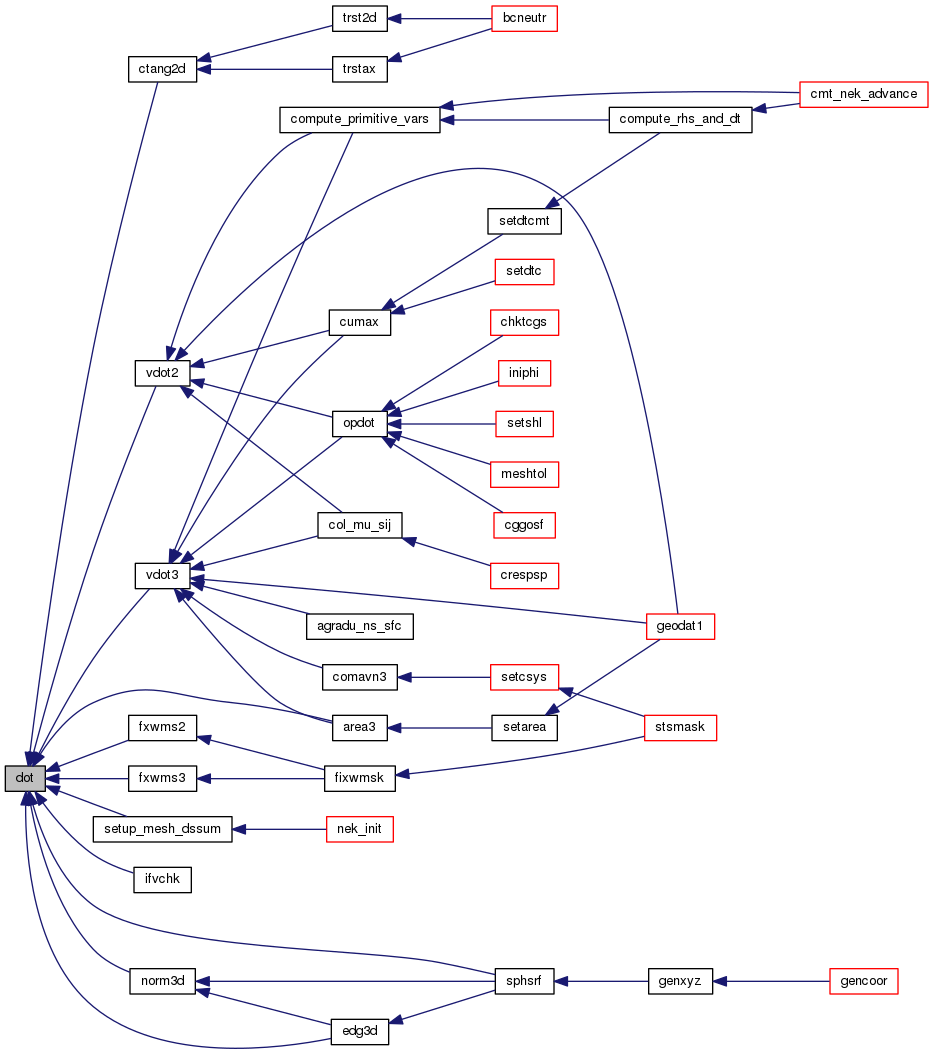 trst2d
bcneutr
ctang2d
trstax
cmt_nek_advance
compute_primitive_vars
compute_rhs_and_dt
setdtcmt
setdtc
cumax
chktcgs
vdot2
iniphi
opdot
setshl
meshtol
col_mu_sij
cggosf
vdot3
crespsp
agradu_ns_sfc
geodat1
comavn3
setcsys
fxwms2
area3
setarea
stsmask
dot
fxwms3
fixwmsk
setup_mesh_dssum
nek_init
ifvchk
norm3d
sphsrf
genxyz
gencoor
edg3d